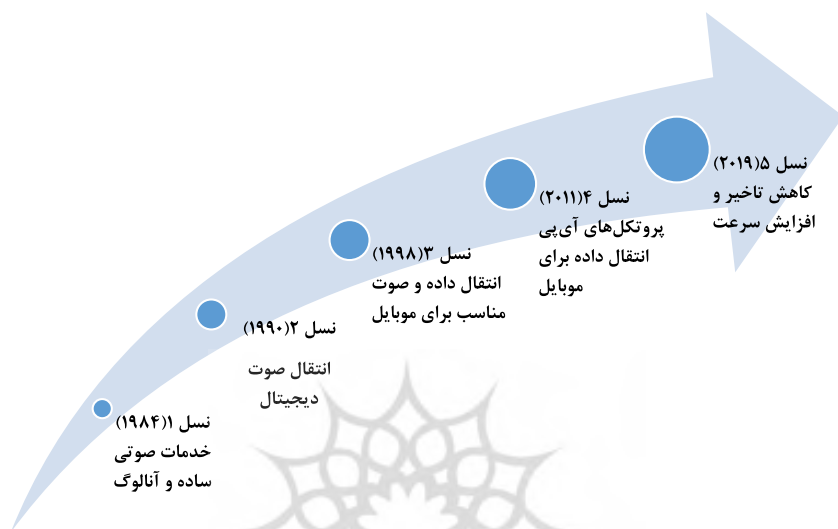 نسل ۱(۱۹۸۴)
خدمات صوتی
ساده و آنالوگ
نسل ۲(۱۹۹۰)
انتقال صوت
دیجیتال
نسل ۳(۱۹۹۸)
انتقال داده و صوت
مناسب برای موبایل
نسل ۴(۲۰۱۱)
پروتکل‌های آی‌پی
انتقال داده برای
موبایل
نسل ۵(۲۰۱۹)
کاهش تاخیر و
افزایش سرعت